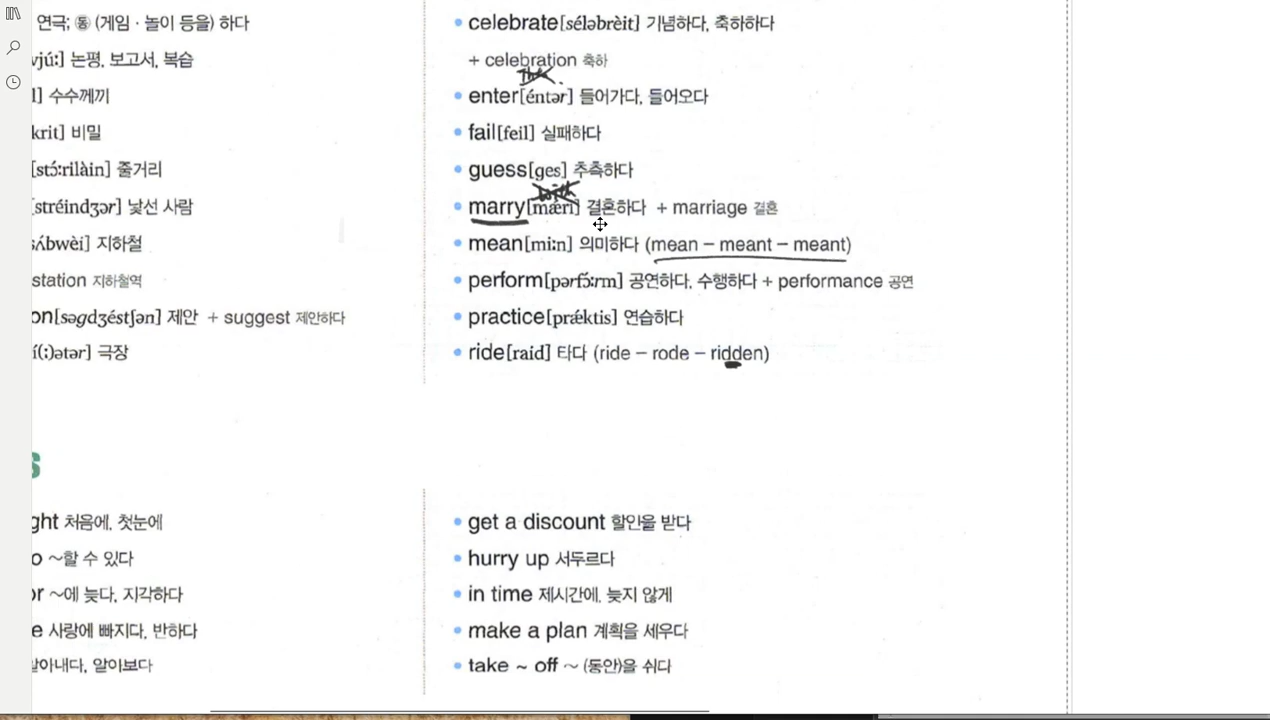 연극; 통 (게임 · 놀이 등을) 하다
vjúː] 논평, 보고서, 복습
l] 수수께끼
krit] 비밀
[stɔ́ːrilàin] 줄거리
[stréindʒər] 낯선 사람
sʌ́bwèi] 지하철
station 지하철역
on[səgdʒéstʃən] 제안 + suggest 제안하다
í(ː)ətər] 극장
celebrate[séləbrèit] 기념하다, 축하하다
+ celebration 축하
enter[éntər] 들어가다, 들어오다
fail[feil] 실패하다
guess[ges] 추측하다
with
marry[mǽri] 결혼하다 + marriage 결혼
mean[miːn] 의미하다 (mean – meant – meant)
perform[pərfɔ́ːrm] 공연하다, 수행하다 + performance 공연
practice[prǽktis] 연습하다
ride[raid] 타다 (ride – rode – ridden)
s
ght 처음에, 첫눈에
o ~할 수 있다
or ~에 늦다, 지각하다
e 사랑에 빠지다, 반하다
알아내다, 알아보다
get a discount 할인을 받다
hurry up 서두르다
in time 제시간에, 늦지 않게
make a plan 계획을 세우다
take ~ off ~ (동안)을 쉬다